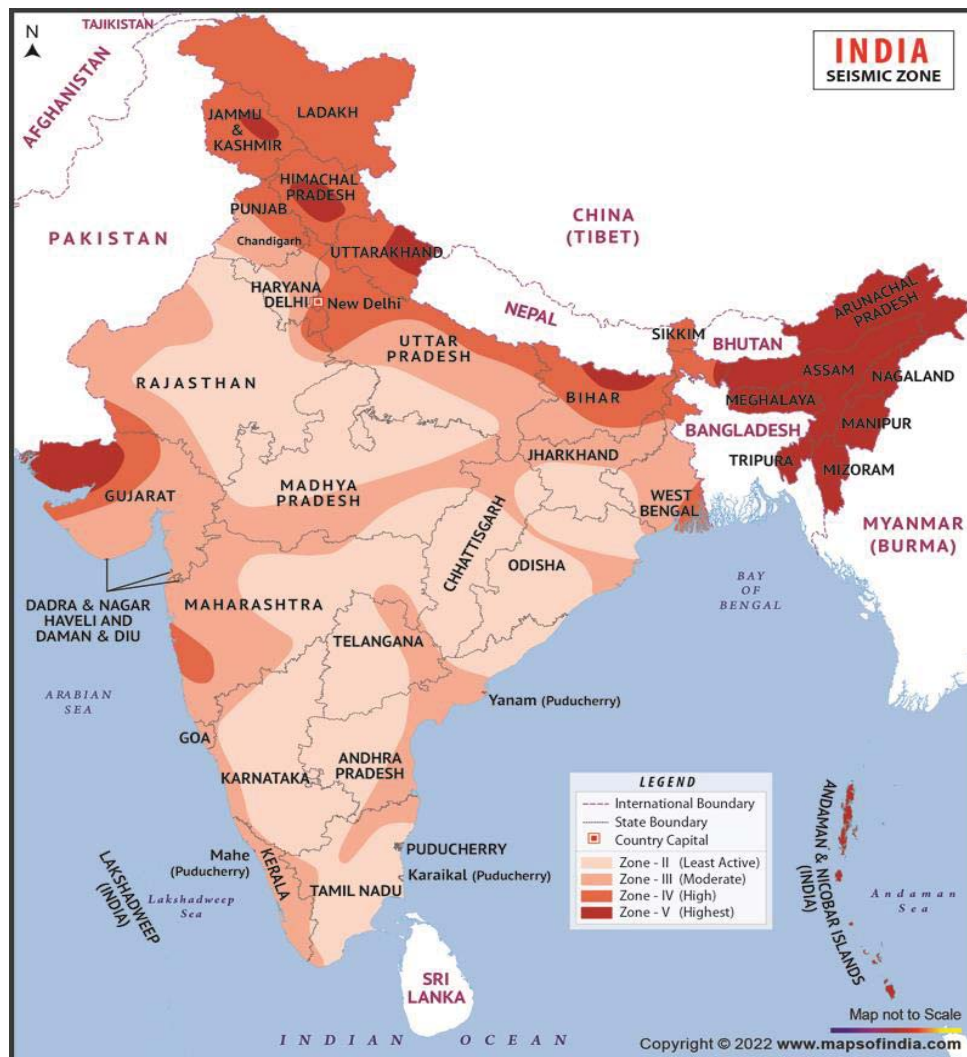 N
TAJIKISTAN
AFGHANISTAN
INDIA
SEISMIC ZONE
LADAKH
JAMMU
&
KASHMIR
HIMACHAL
PRADESH
PUNJAB
CHINA
(TIBET)
PAKISTAN
Chandigarh
UTTARAKHAND
HARYANA
DELHI
New Delhi
NEPAL
ARUNACHAL
PRADESH
SIKKIM
BHUTAN
UTTAR
PRADESH
RAJASTHAN
ASSAM
NAGALAND
BIHAR
MEGHALAYA
MANIPUR
BANGLADESH
JHARKHAND
TRIPURA
MIZORAM
GUJARAT
MADHYA
PRADESH
WEST
BENGAL
CHHATTISGARH
MYANMAR
(BURMA)
ODISHA
BAY
OF
BENGAL
DADRA & NAGAR
HAVELI AND
DAMAN & DIU
MAHARASHTRA
TELANGANA
ARABIAN
SEA
Yanam (Puducherry)
GOA
ANDHRA
PRADESH
KARNATAKA
LEGEND
International Boundary
State Boundary
Country Capital
Zone - II (Least Active)
Zone - III (Moderate)
Zone - IV (High)
Zone - V (Highest)
ANDAMAN & NICOBAR ISLANDS
(INDIA)
Mahe
(Puducherry)
KERALA
PUDUCHERRY
Karaikal (Puducherry)
TAMIL NADU
LAKSHADWEEP
(INDIA)
Lakshadweep
Sea
Andaman
Sea
SRI
LANKA
Map not to Scale
INDIAN OCEAN
Copyright © 2022 www.mapsofindia.com